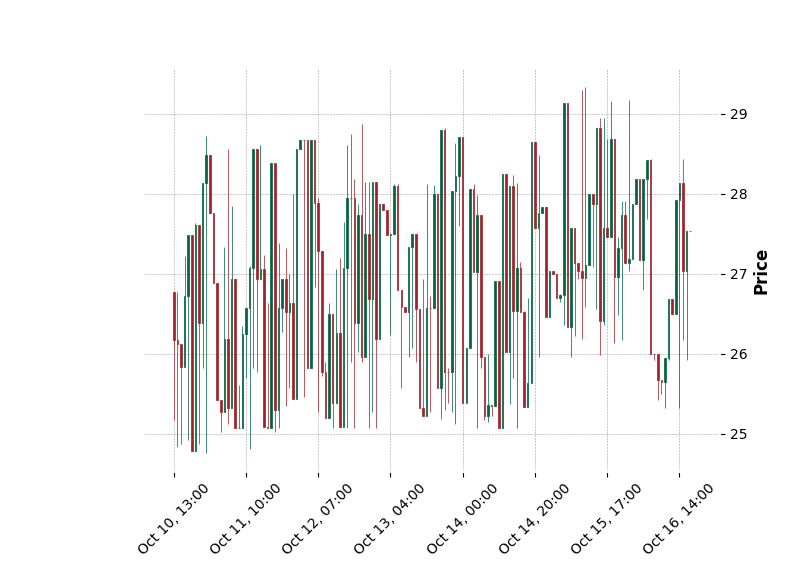 29
28
27
26
25
Price
Oct 10, 13:00
Oct 11, 10:00
Oct 12, 07:00
Oct 13, 04:00
Oct 14, 00:00
Oct 14, 20:00
Oct 15, 17:00
Oct 16, 14:00